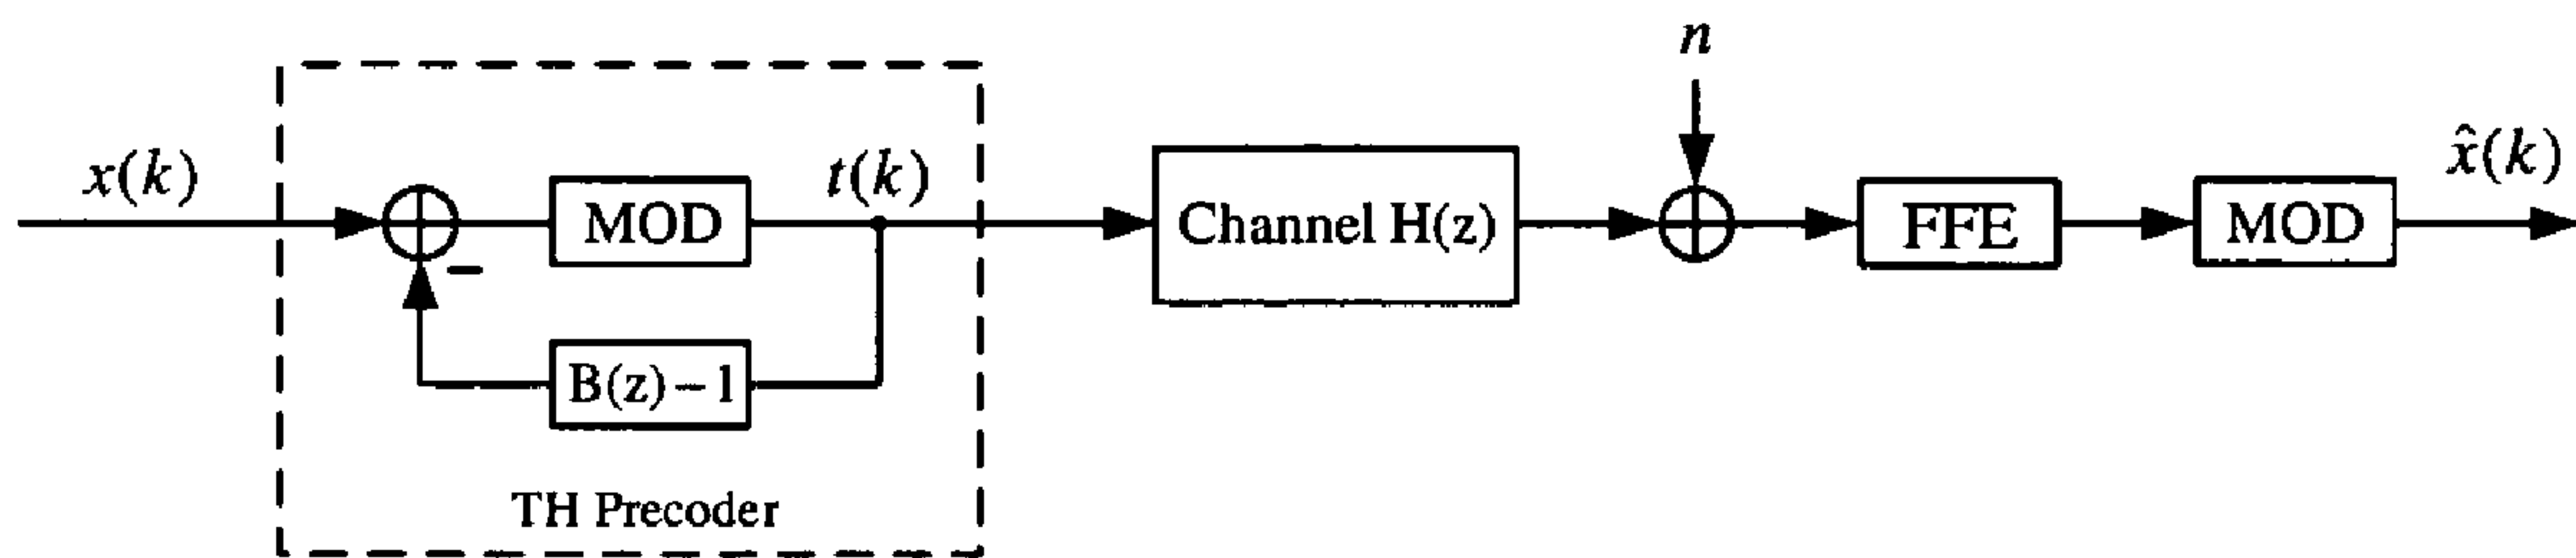 n
x(k)
MOD
t(k)
Channel H(z)
FFE
MOD
x̂(k)
−
B(z) − 1
TH Precoder